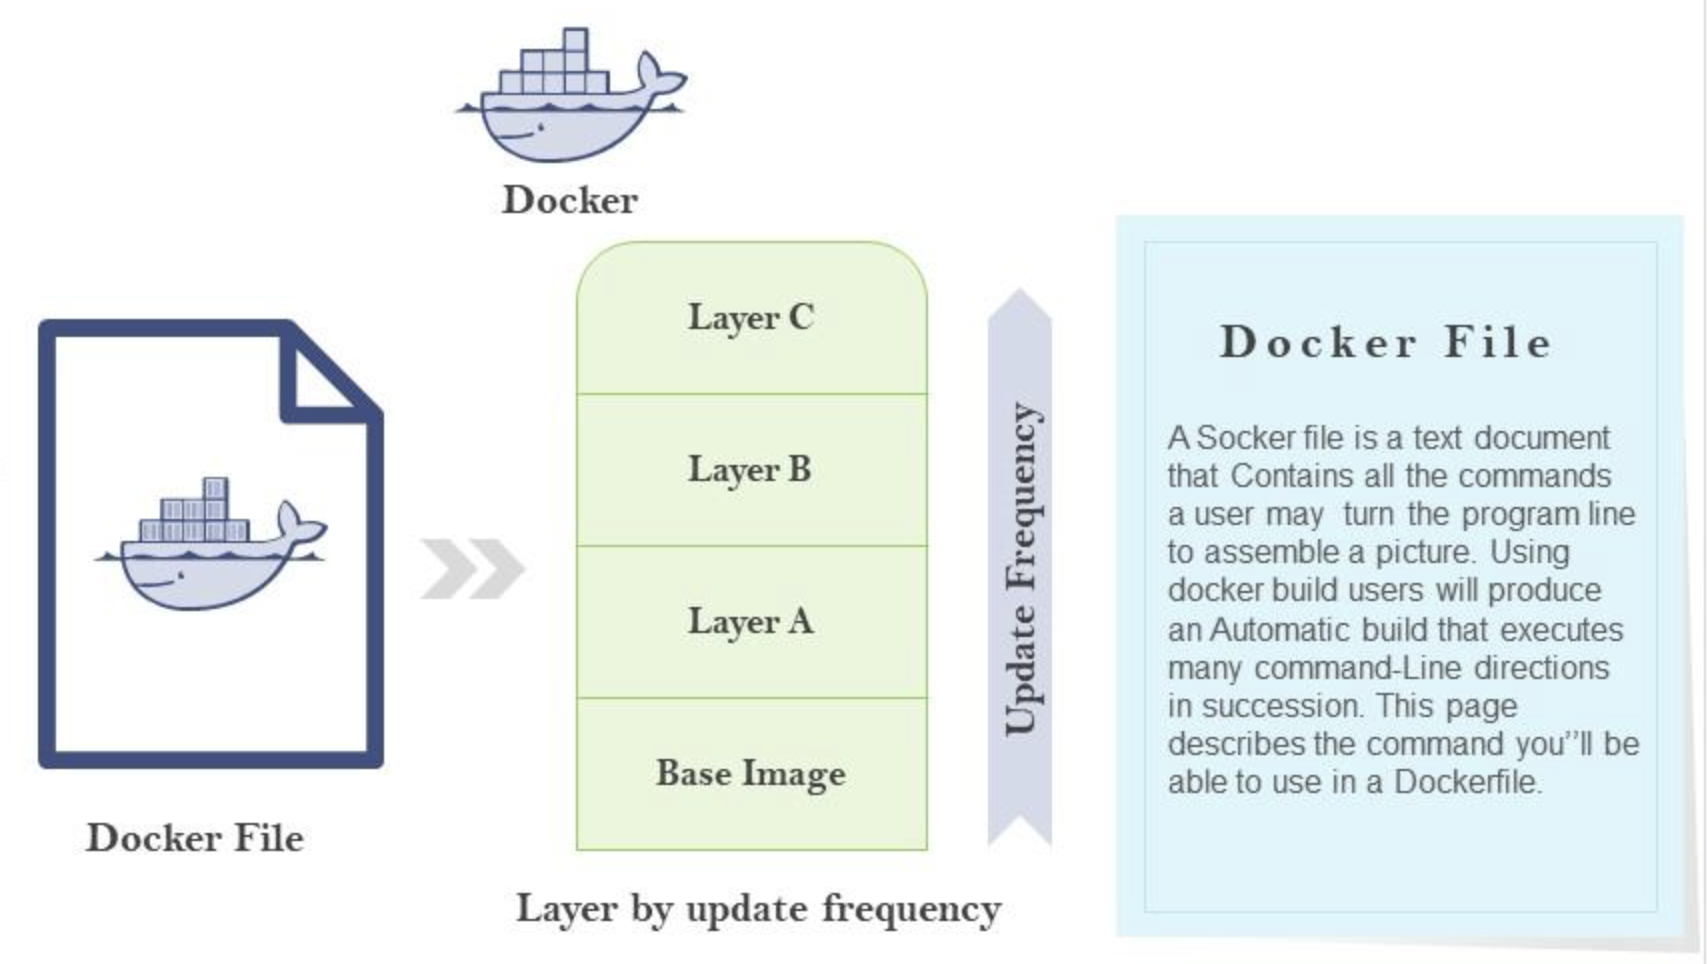 Docker
Docker File
Layer C
Layer B
Layer A
Base Image
Layer by update frequency
Update Frequency
Docker File
A Socker file is a text document
that Contains all the commands
a user may turn the program line
to assemble a picture. Using
docker build users will produce
an Automatic build that executes
many command-Line directions
in succession. This page
describes the command you''ll be
able to use in a Dockerfile.